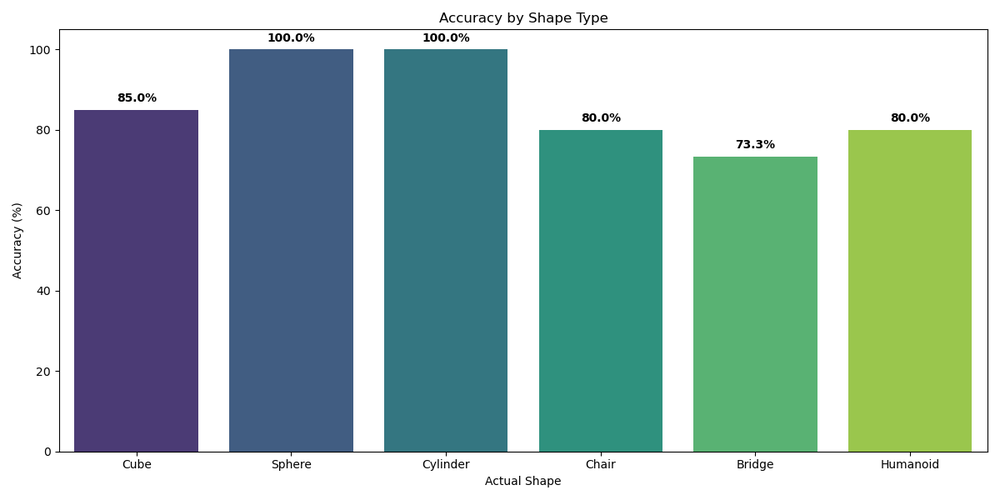 Accuracy by Shape Type
Accuracy (%)
100
80
60
40
20
0
85.0%
100.0%
100.0%
80.0%
73.3%
80.0%
Cube
Sphere
Cylinder
Chair
Bridge
Humanoid
Actual Shape